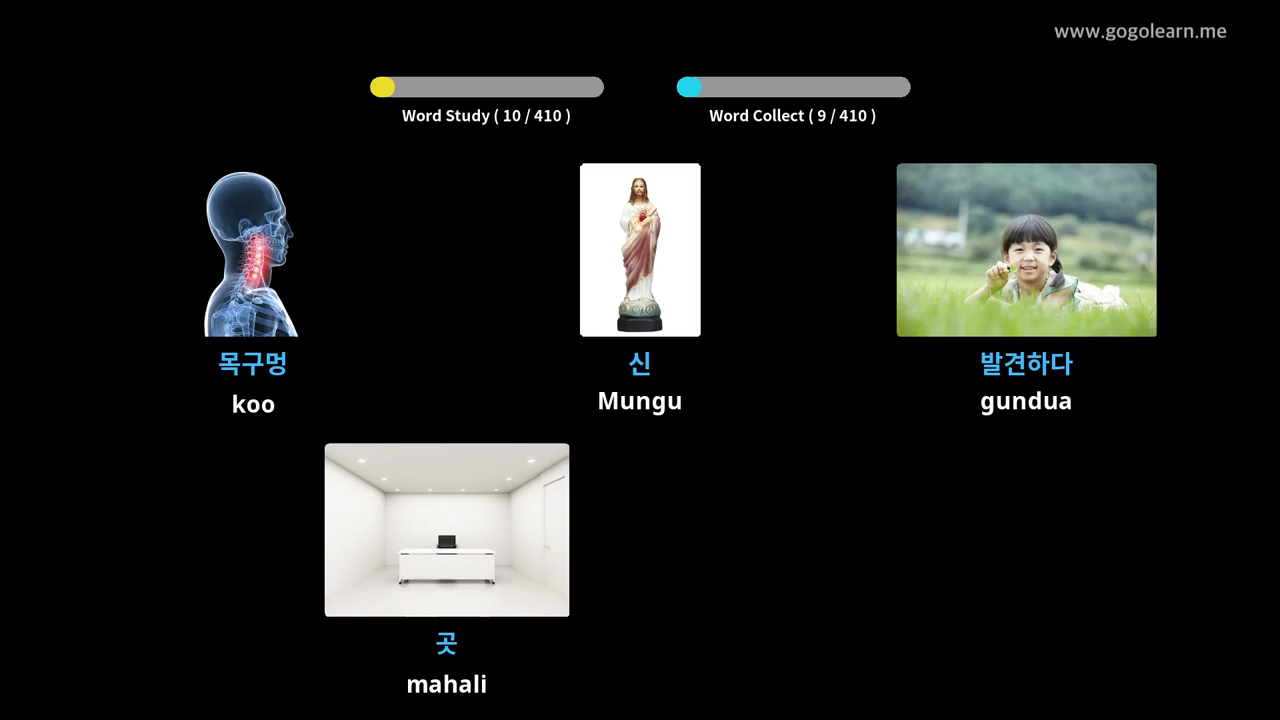 www.gogolearn.me
Word Study ( 10 / 410 )
Word Collect ( 9 / 410 )
목구멍
koo
신
Mungu
발견하다
gundua
곳
mahali